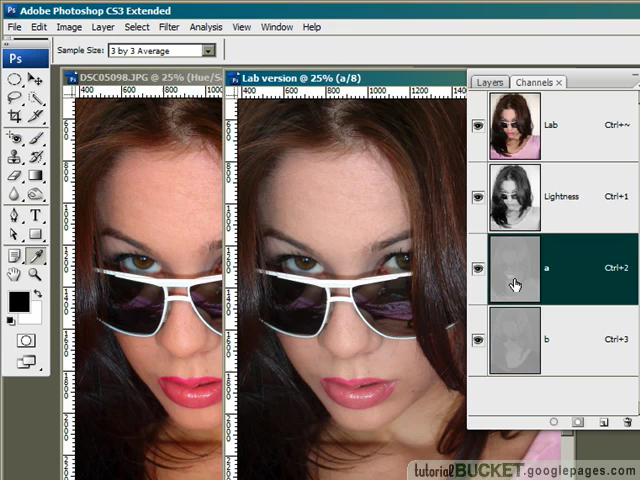 Adobe Photoshop CS3 Extended
File Edit Image Layer Select Filter Analysis View Window Help
Sample Size: 3 by 3 Average
Ps
DSC05098.JPG @ 25% (Hue/Sa
Lab version @ 25% (a/8)
Layers Channels x
Lab Ctrl+~
Lightness Ctrl+1
a Ctrl+2
b Ctrl+3
tutorialBUCKET.googlepages.com